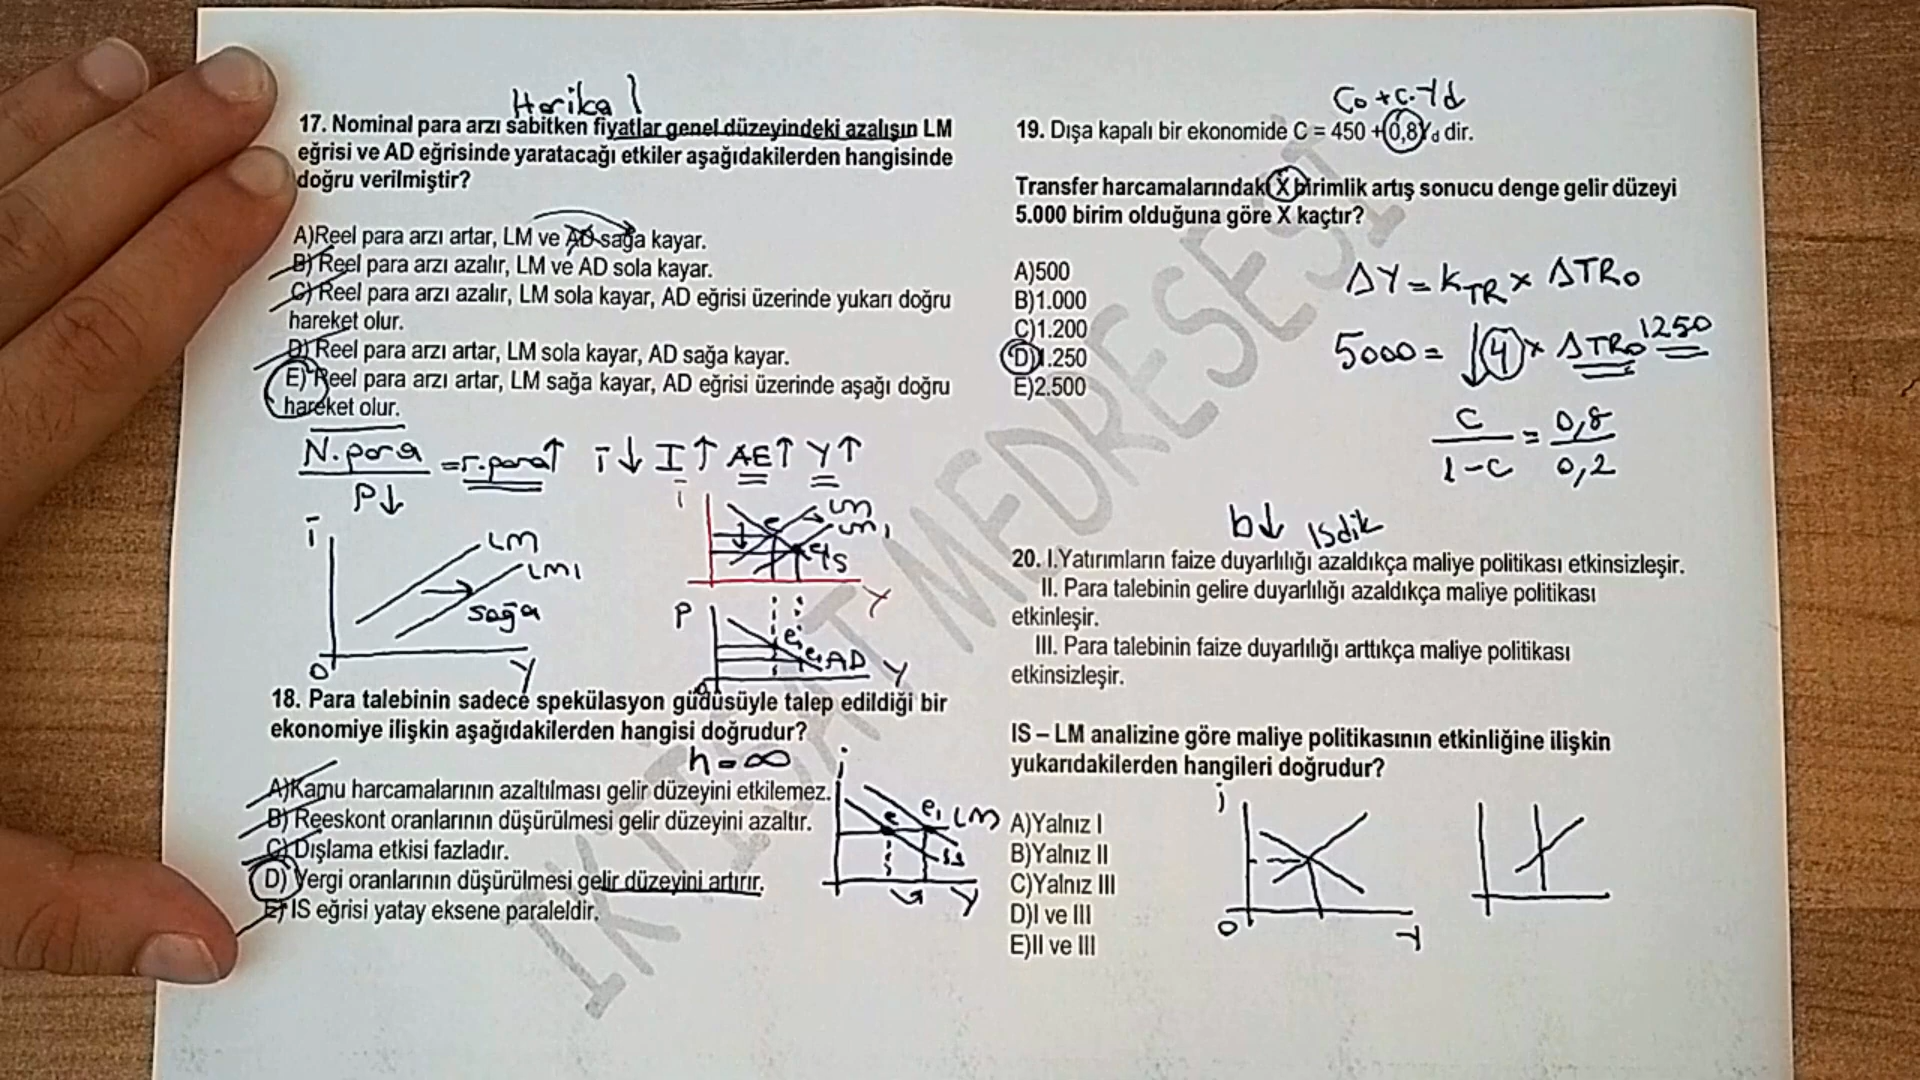 Harika !
17. Nominal para arzı sabitken fiyatlar genel düzeyindeki azalışın LM
eğrisi ve AD eğrisinde yaratacağı etkiler aşağıdakilerden hangisinde
doğru verilmiştir?
A)Reel para arzı artar, LM ve AD sağa kayar.
B) Reel para arzı azalır, LM ve AD sola kayar.
C) Reel para arzı azalır, LM sola kayar, AD eğrisi üzerinde yukarı doğru
hareket olur.
D) Reel para arzı artar, LM sola kayar, AD sağa kayar.
E) Reel para arzı artar, LM sağa kayar, AD eğrisi üzerinde aşağı doğru
hareket olur.
N.para / P↓ = r.para↑ i↓ I↑ AE↑ Y↑
i LM LM1 sağa 0 Y
i LM LM1 e IS Y
P e e1 AD Y
18. Para talebinin sadece spekülasyon güdüsüyle talep edildiği bir
ekonomiye ilişkin aşağıdakilerden hangisi doğrudur?
h = ∞
A)Kamu harcamalarının azaltılması gelir düzeyini etkilemez.
B) Reeskont oranlarının düşürülmesi gelir düzeyini azaltır.
C) Dışlama etkisi fazladır.
D) Vergi oranlarının düşürülmesi gelir düzeyini artırır.
E) IS eğrisi yatay eksene paraleldir.
i e e1 LM IS Y
C0 + c.Yd
19. Dışa kapalı bir ekonomide C = 450 +0,8Yd dir.
Transfer harcamalarındaki X birimlik artış sonucu denge gelir düzeyi
5.000 birim olduğuna göre X kaçtır?
A)500
B)1.000
C)1.200
D)1.250
E)2.500
ΔY = kTR x ΔTR0
5000 = 4 x ΔTR0 1250
c / 1-c = 0,8 / 0,2
b↓ ISdik
20. I.Yatırımların faize duyarlılığı azaldıkça maliye politikası etkinsizleşir.
II. Para talebinin gelire duyarlılığı azaldıkça maliye politikası
etkinleşir.
III. Para talebinin faize duyarlılığı arttıkça maliye politikası
etkinsizleşir.
IS – LM analizine göre maliye politikasının etkinliğine ilişkin
yukarıdakilerden hangileri doğrudur?
A)Yalnız I
B)Yalnız II
C)Yalnız III
D)I ve III
E)II ve III
i 0 Y
İKTİSAT MEDRESESİ